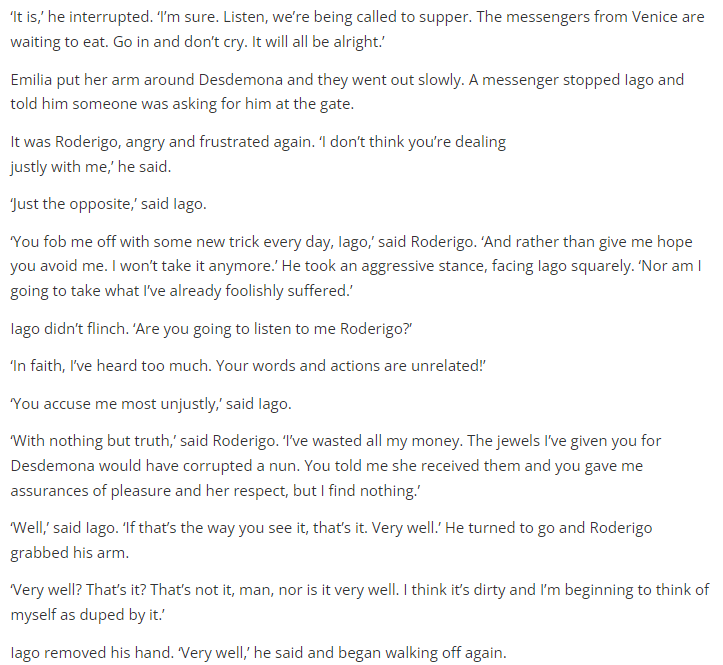 ‘It is,’ he interrupted. ‘I’m sure. Listen, we’re being called to supper. The messengers from Venice are
waiting to eat. Go in and don’t cry. It will all be alright.’
Emilia put her arm around Desdemona and they went out slowly. A messenger stopped Iago and
told him someone was asking for him at the gate.
It was Roderigo, angry and frustrated again. ‘I don’t think you’re dealing
justly with me,’ he said.
‘Just the opposite,’ said Iago.
‘You fob me off with some new trick every day, Iago,’ said Roderigo. ‘And rather than give me hope
you avoid me. I won’t take it anymore.’ He took an aggressive stance, facing Iago squarely. ‘Nor am I
going to take what I’ve already foolishly suffered.’
Iago didn’t flinch. ‘Are you going to listen to me Roderigo?’
‘In faith, I’ve heard too much. Your words and actions are unrelated!’
‘You accuse me most unjustly,’ said Iago.
‘With nothing but truth,’ said Roderigo. ‘I’ve wasted all my money. The jewels I’ve given you for
Desdemona would have corrupted a nun. You told me she received them and you gave me
assurances of pleasure and her respect, but I find nothing.’
‘Well,’ said Iago. ‘If that’s the way you see it, that’s it. Very well.’ He turned to go and Roderigo
grabbed his arm.
‘Very well? That’s it? That’s not it, man, nor is it very well. I think it’s dirty and I’m beginning to think of
myself as duped by it.’
Iago removed his hand. ‘Very well,’ he said and began walking off again.